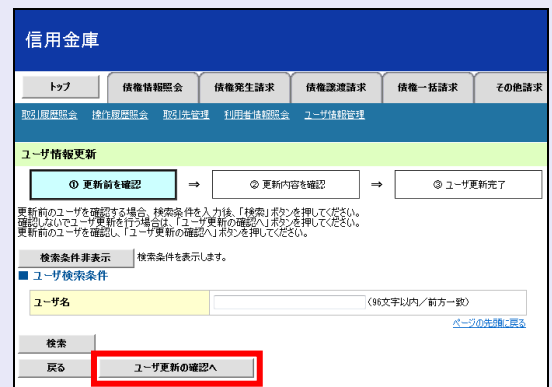 信用金庫
トップ 債権情報照会 債権発生請求 債権譲渡請求 債権一括請求 その他請求
取引履歴照会 操作履歴照会 取引先管理 利用者情報照会 ユーザ情報管理
ユーザ情報更新
① 更新前を確認 ⇒ ② 更新内容を確認 ⇒ ③ ユーザ更新完了
更新前のユーザを確認する場合、検索条件を入力後、「検索」ボタンを押してください。
確認しないでユーザ更新を行う場合は、「ユーザ更新の確認へ」ボタンを押してください。
更新前のユーザを確認し、「ユーザ更新の確認へ」ボタンを押してください。
検索条件非表示 検索条件を表示します。
■ ユーザ検索条件
ユーザ名 (96文字以内/前方一致)
ページの先頭に戻る
検索
戻る ユーザ更新の確認へ